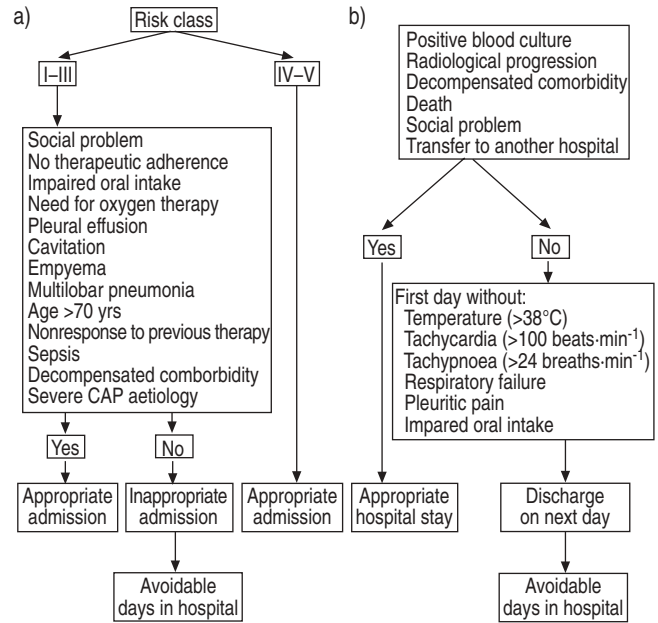 a)
Risk class
I–III
IV–V
Social problem
No therapeutic adherence
Impaired oral intake
Need for oxygen therapy
Pleural effusion
Cavitation
Empyema
Multilobar pneumonia
Age >70 yrs
Nonresponse to previous therapy
Sepsis
Decompensated comborbidity
Severe CAP aetiology
Yes
No
Appropriate
admission
Inappropriate
admission
Appropriate
admission
Avoidable
days in hospital
b)
Positive blood culture
Radiological progression
Decompensated comorbidity
Death
Social problem
Transfer to another hospital
Yes
No
First day without:
Temperature (>38°C)
Tachycardia (>100 beats·min⁻¹)
Tachypnoea (>24 breaths·min⁻¹)
Respiratory failure
Pleuritic pain
Impared oral intake
Appropriate
hospital stay
Discharge
on next day
Avoidable
days in hospital